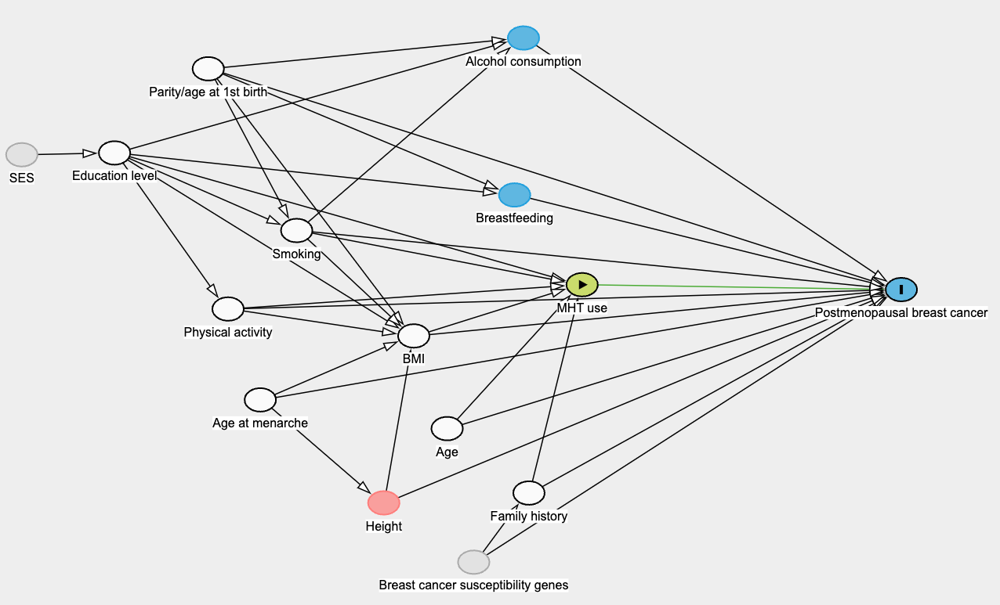 Alcohol consumption
Parity/age at 1st birth
SES
Education level
Breastfeeding
Smoking
MHT use
Postmenopausal breast cancer
Physical activity
BMI
Age at menarche
Age
Family history
Height
Breast cancer susceptibility genes